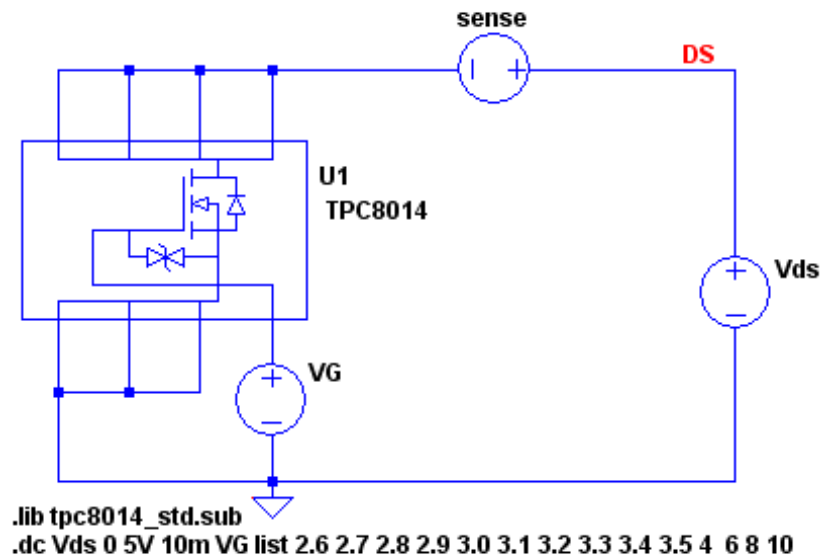 sense
DS
U1
TPC8014
Vds
VG
.lib tpc8014_std.sub
.dc Vds 0 5V 10m VG list 2.6 2.7 2.8 2.9 3.0 3.1 3.2 3.3 3.4 3.5 4  6 8 10